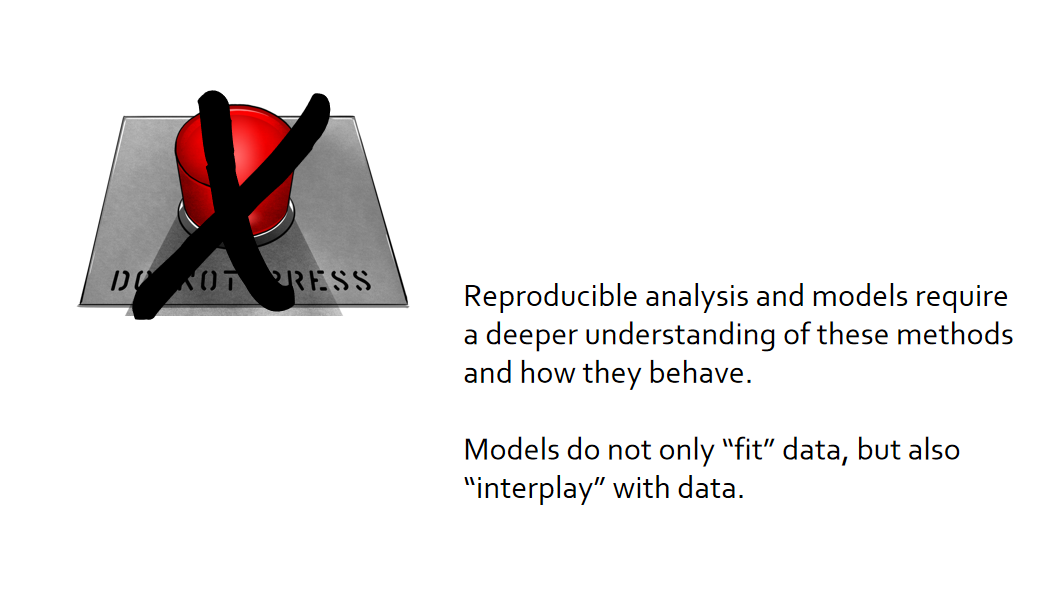 DO NOT PRESS
Reproducible analysis and models require
a deeper understanding of these methods
and how they behave.
Models do not only “fit” data, but also
“interplay” with data.